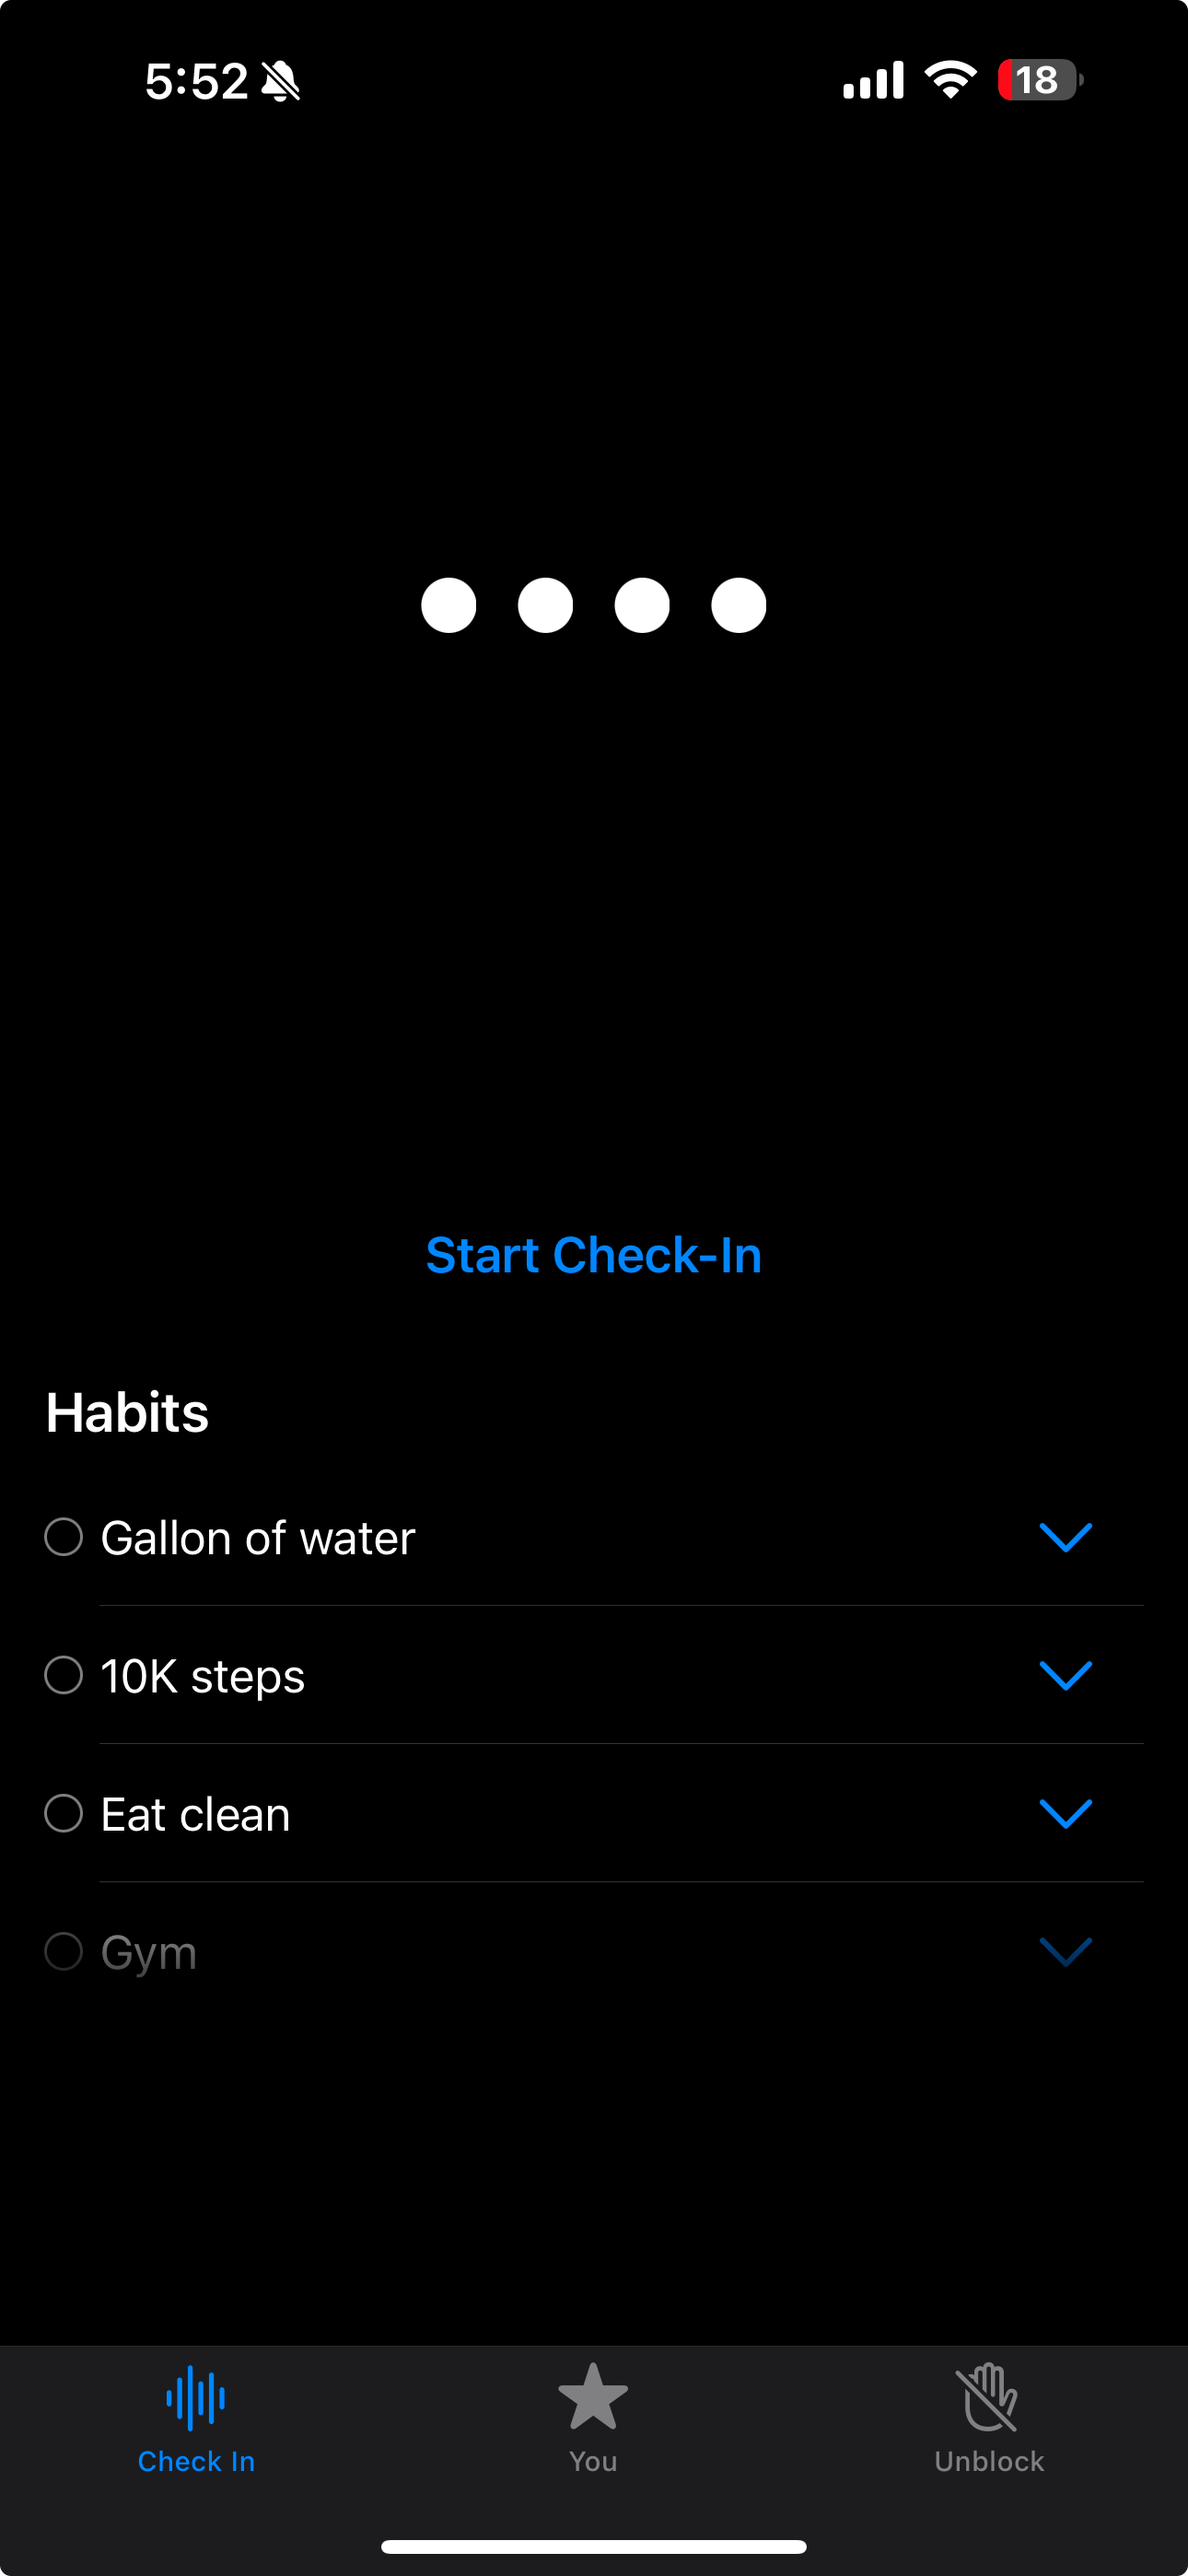 5:52
18
Start Check-In
Habits
Gallon of water
10K steps
Eat clean
Gym
Check In
You
Unblock